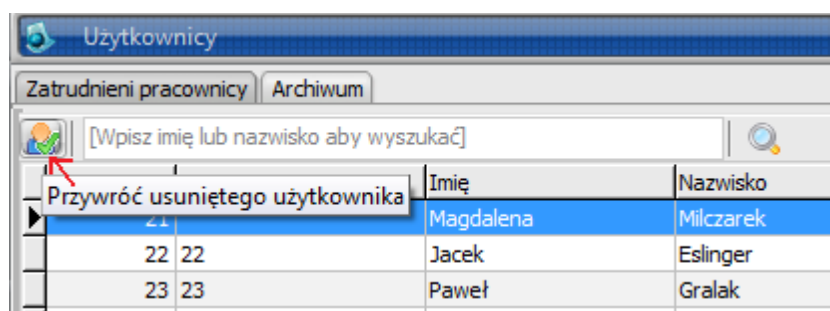 Użytkownicy
Zatrudnieni pracownicy Archiwum
[Wpisz imię lub nazwisko aby wyszukać]
Przywróć usuniętego użytkownika
Imię Nazwisko
21 Magdalena Milczarek
22 22 Jacek Eslinger
23 23 Paweł Gralak